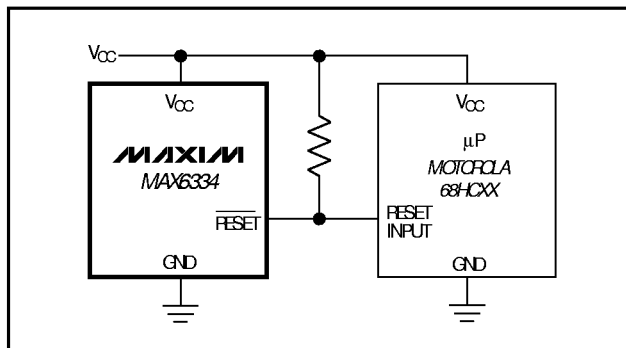 VCC
VCC
MAXIM
MAX6334
RESET
GND
VCC
μP
MOTOROLA
68HCXX
RESET
INPUT
GND